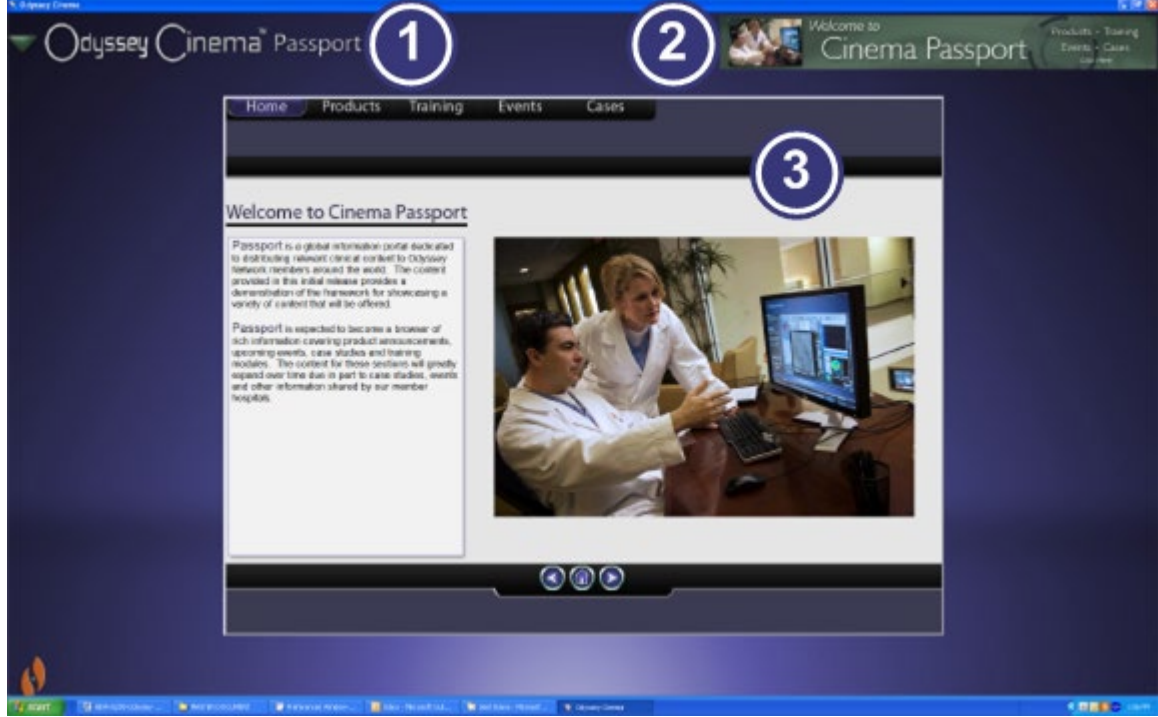 Odyssey Cinema
Odyssey Cinema™ Passport
1
2
Welcome to
Cinema Passport
Products • Training
Events • Cases
3
Home Products Training Events Cases
Welcome to Cinema Passport
Passport is a global information portal dedicated
to distributing relevant clinical content to Odyssey
Network members around the world. The content
provided in this initial release provides a
demonstration of the framework for showcasing a
variety of content that will be offered.
Passport is expected to become a browser of
rich information covering product announcements,
upcoming events, case studies and training
modules. The content for these sections will greatly
expand over time due in part to case studies, events
and other information shared by our member
hospitals.
start
Odyssey Cinema